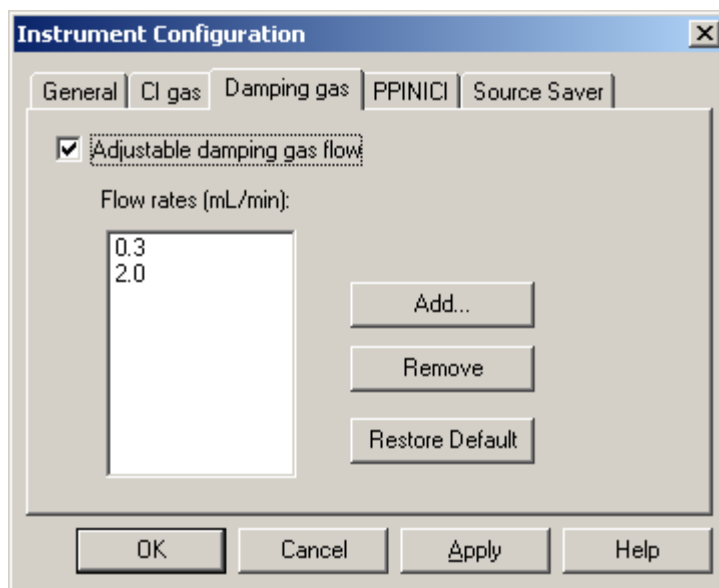 Instrument Configuration
General CI gas Damping gas PPINICI Source Saver
Adjustable damping gas flow
Flow rates (mL/min):
0.3
2.0
Add...
Remove
Restore Default
OK Cancel Apply Help